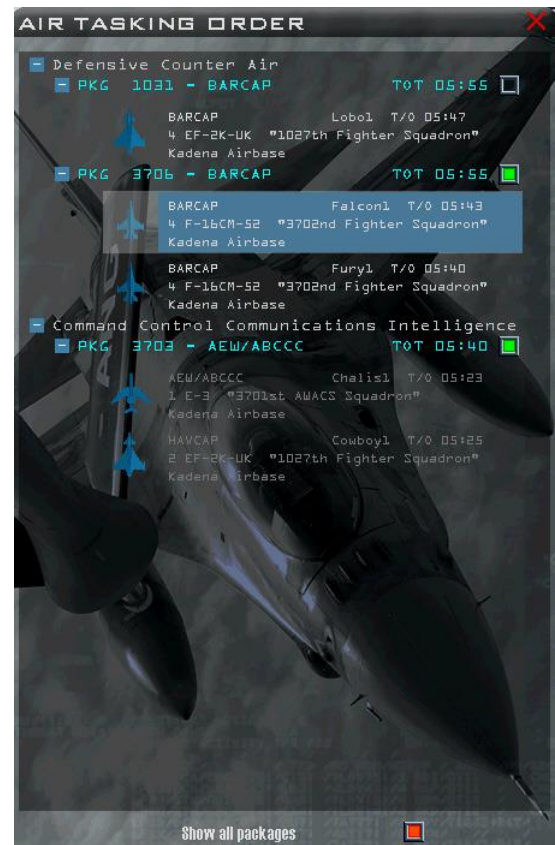 AIR TASKING ORDER
Defensive Counter Air
PKG 1031 - BARCAP TOT 05:55
BARCAP Lobo1 T/O 05:47
4 EF-2K-UK "1027th Fighter Squadron"
Kadena Airbase
PKG 3706 - BARCAP TOT 05:55
BARCAP Falcon1 T/O 05:43
4 F-16CM-52 "3702nd Fighter Squadron"
Kadena Airbase
BARCAP Fury1 T/O 05:40
4 F-16CM-52 "3702nd Fighter Squadron"
Kadena Airbase
Command Control Communications Intelligence
PKG 3703 - AEW/ABCCC TOT 05:40
AEW/ABCCC Chalis1 T/O 05:23
1 E-3 "3701st AWACS Squadron"
Kadena Airbase
HAVCAP Cowboy1 T/O 05:25
2 EF-2K-UK "1027th Fighter Squadron"
Kadena Airbase
Show all packages